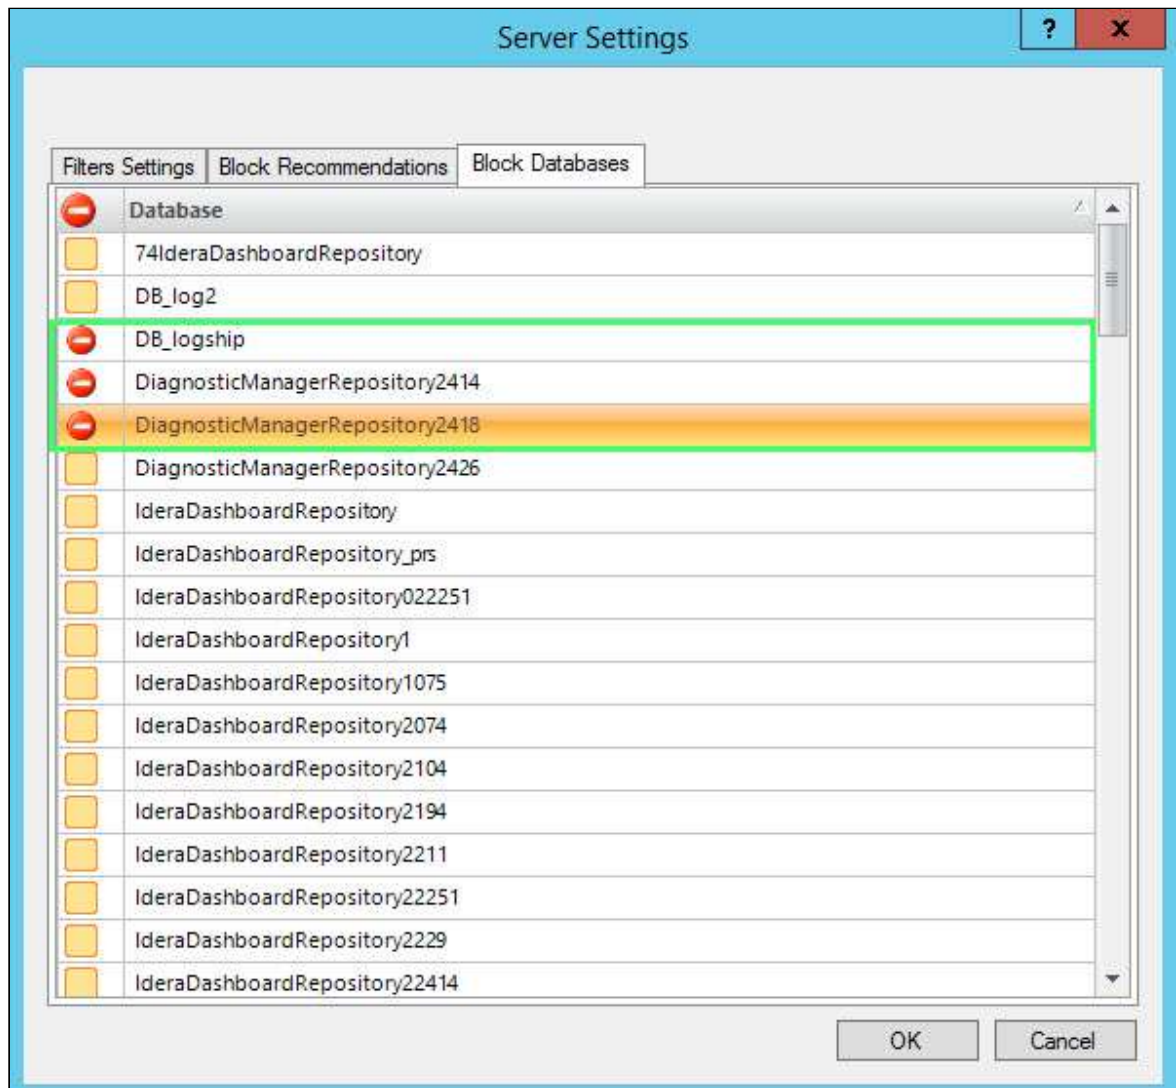 Server Settings
?
x
Filters Settings
Block Recommendations
Block Databases
Database
74IderaDashboardRepository
DB_log2
DB_logship
DiagnosticManagerRepository2414
DiagnosticManagerRepository2418
DiagnosticManagerRepository2426
IderaDashboardRepository
IderaDashboardRepository_prs
IderaDashboardRepository022251
IderaDashboardRepository1
IderaDashboardRepository1075
IderaDashboardRepository2074
IderaDashboardRepository2104
IderaDashboardRepository2194
IderaDashboardRepository2211
IderaDashboardRepository22251
IderaDashboardRepository2229
IderaDashboardRepository22414
OK
Cancel